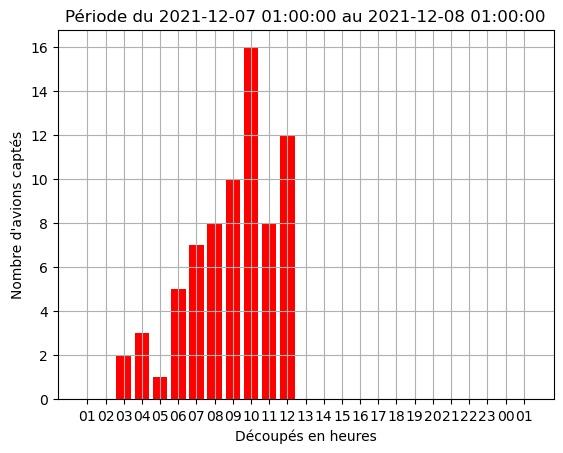 Période du 2021-12-07 01:00:00 au 2021-12-08 01:00:00
16
14
12
10
8
6
4
2
0
Nombre d'avions captés
01 02 03 04 05 06 07 08 09 10 11 12 13 14 15 16 17 18 19 20 21 22 23 00 01
Découpés en heures